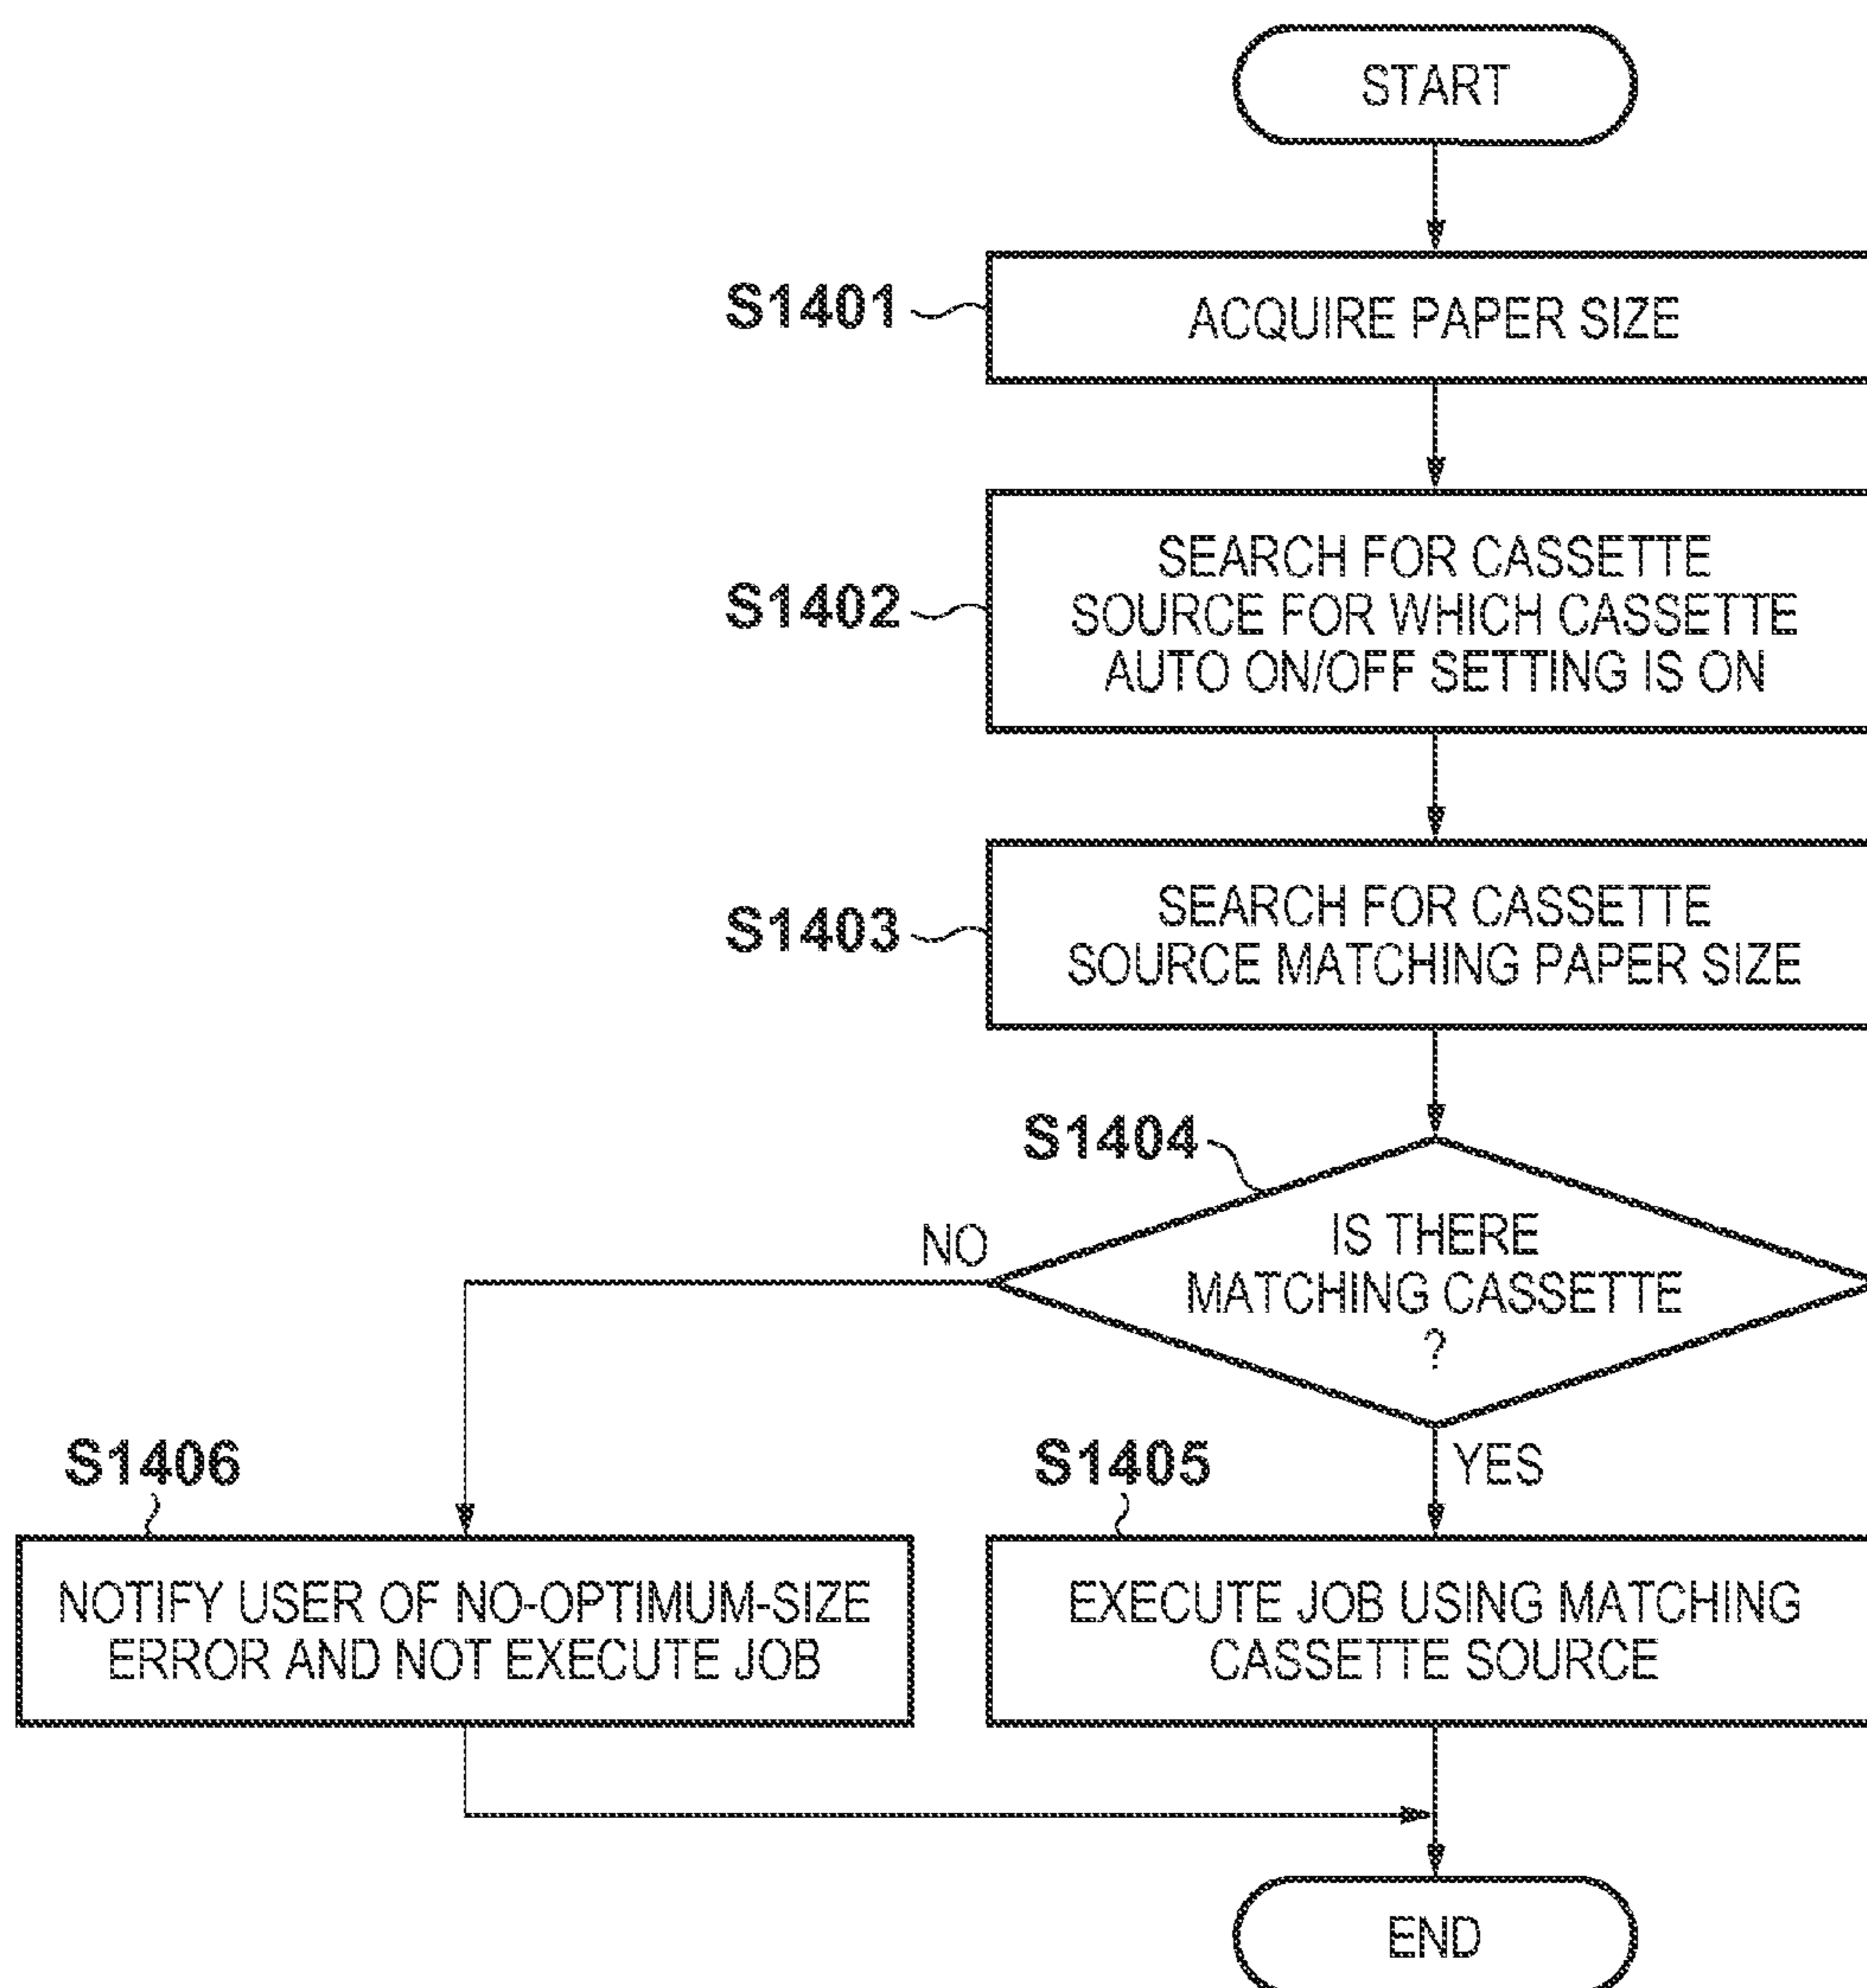 START
S1401
ACQUIRE PAPER SIZE
S1402
SEARCH FOR CASSETTE
SOURCE FOR WHICH CASSETTE
AUTO ON/OFF SETTING IS ON
S1403
SEARCH FOR CASSETTE
SOURCE MATCHING PAPER SIZE
S1404
IS THERE
MATCHING CASSETTE
?
NO
YES
S1406
NOTIFY USER OF NO-OPTIMUM-SIZE
ERROR AND NOT EXECUTE JOB
S1405
EXECUTE JOB USING MATCHING
CASSETTE SOURCE
END